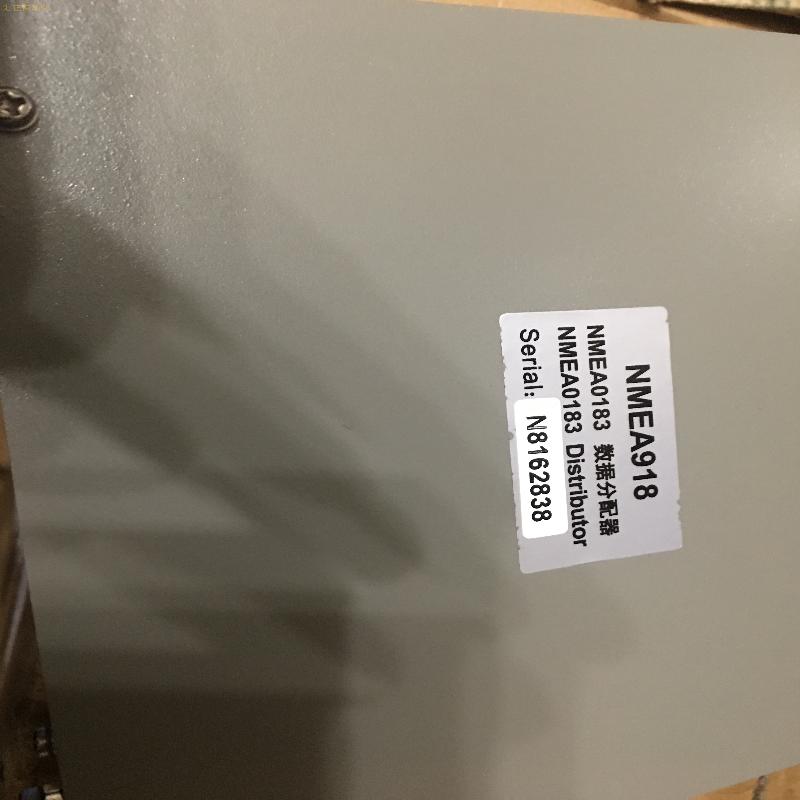 NMEA918
NMEA0183 数据分配器
NMEA0183 Distributor
Serial: N8162838